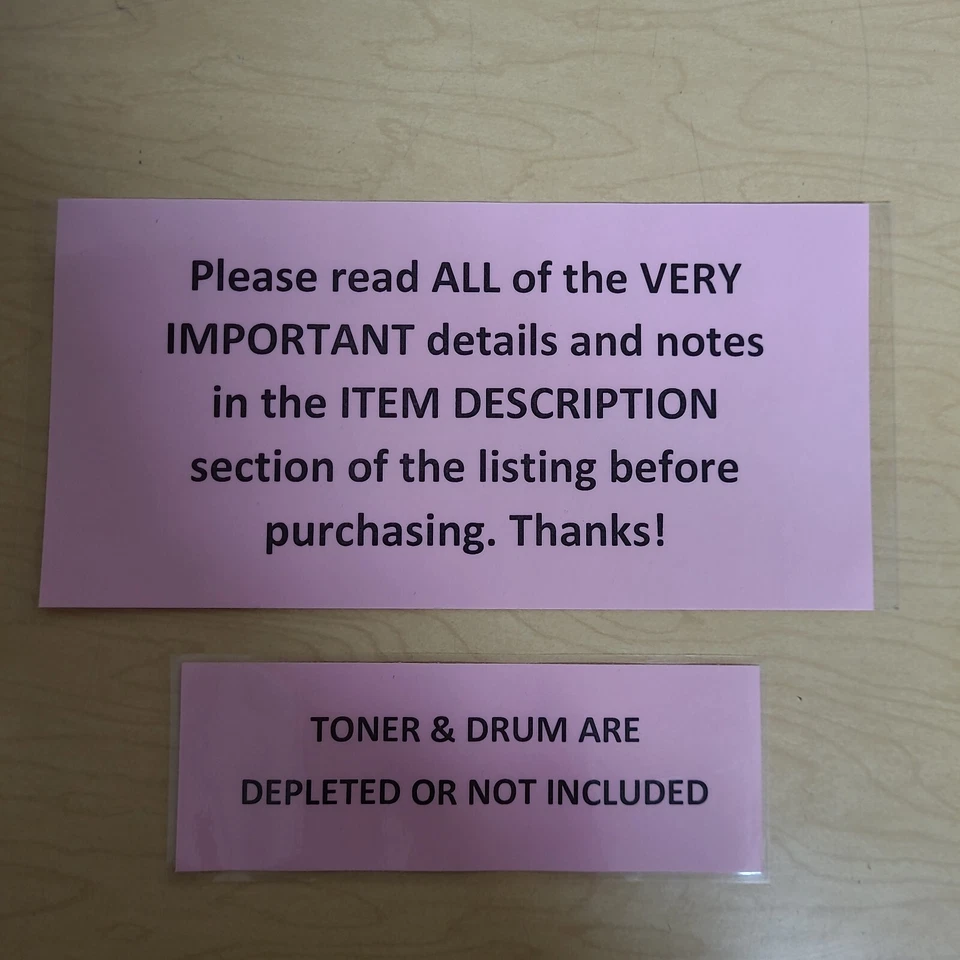 Please read ALL of the VERY
IMPORTANT details and notes
in the ITEM DESCRIPTION
section of the listing before
purchasing. Thanks!
TONER & DRUM ARE
DEPLETED OR NOT INCLUDED